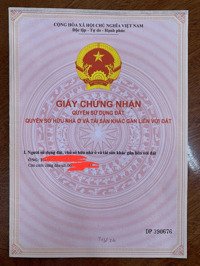 CỘNG HÒA XÃ HỘI CHỦ NGHĨA VIỆT NAM
Độc lập - Tự do - Hạnh phúc
GIẤY CHỨNG NHẬN
QUYỀN SỬ DỤNG ĐẤT
QUYỀN SỞ HỮU NHÀ Ở VÀ TÀI SẢN KHÁC GẮN LIỀN VỚI ĐẤT
I. Người sử dụng đất, chủ sở hữu nhà ở và tài sản khác gắn liền với đất
DP 190676